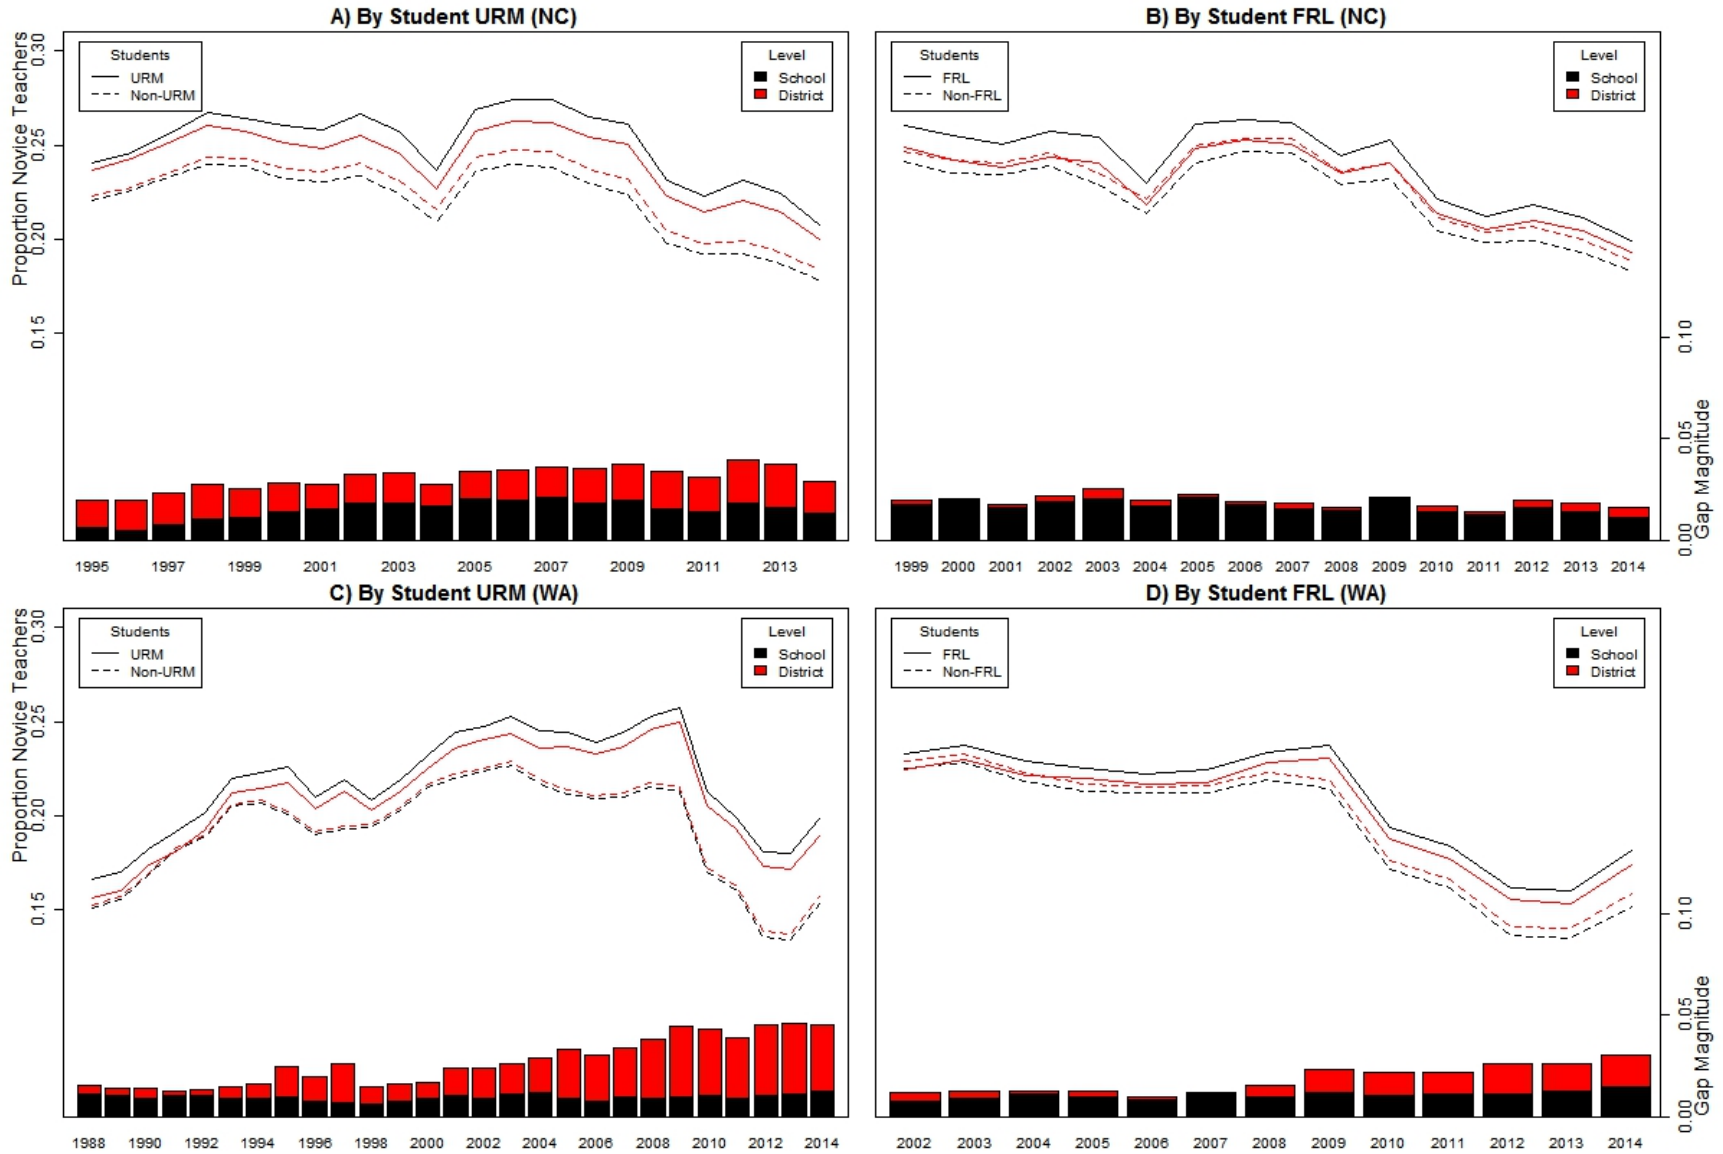 A) By Student URM (NC)
Proportion Novice Teachers
0.30
0.25
0.20
0.15
Students
URM
Non-URM
Level
School
District
1995 1997 1999 2001 2003 2005 2007 2009 2011 2013
B) By Student FRL (NC)
Students
FRL
Non-FRL
Level
School
District
0.10
0.05
0.00
Gap Magnitude
1999 2000 2001 2002 2003 2004 2005 2006 2007 2008 2009 2010 2011 2012 2013 2014
C) By Student URM (WA)
Proportion Novice Teachers
0.30
0.25
0.20
0.15
Students
URM
Non-URM
Level
School
District
1988 1990 1992 1994 1996 1998 2000 2002 2004 2006 2008 2010 2012 2014
D) By Student FRL (WA)
Students
FRL
Non-FRL
Level
School
District
0.10
0.05
0.00
Gap Magnitude
2002 2003 2004 2005 2006 2007 2008 2009 2010 2011 2012 2013 2014